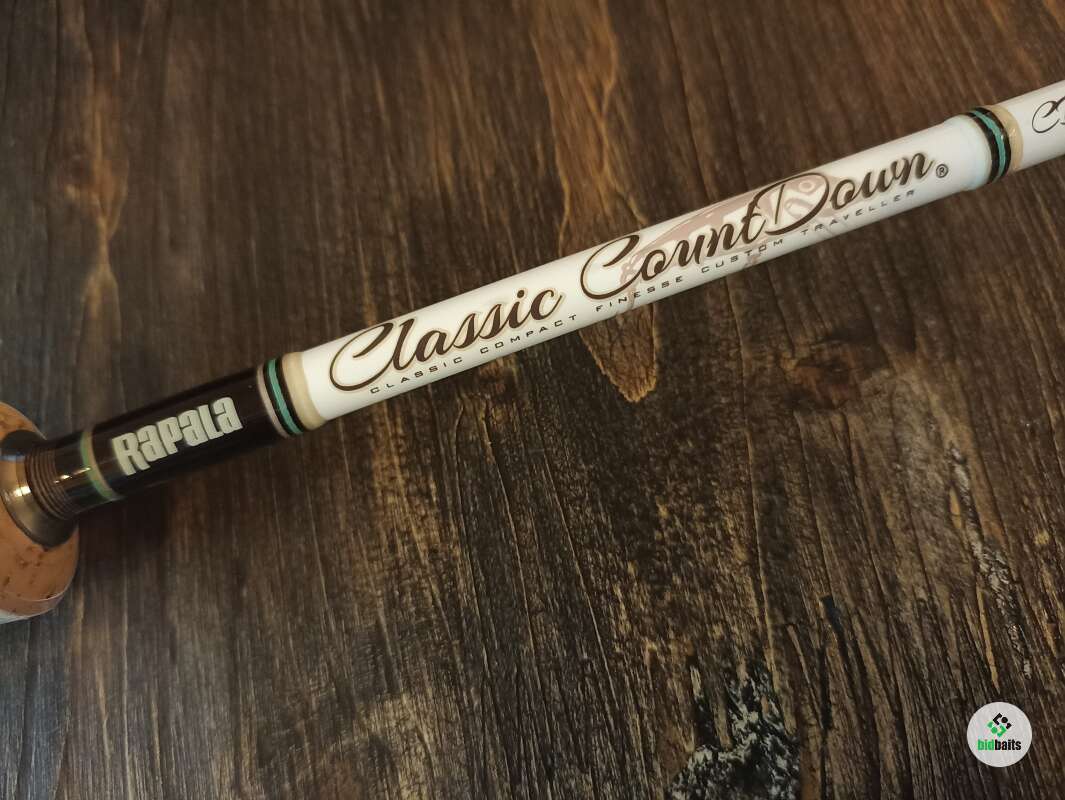 RAPALA
Classic CountDown®
CLASSIC COMPACT FINESSE CUSTOM TRAVELLER
bidbaits